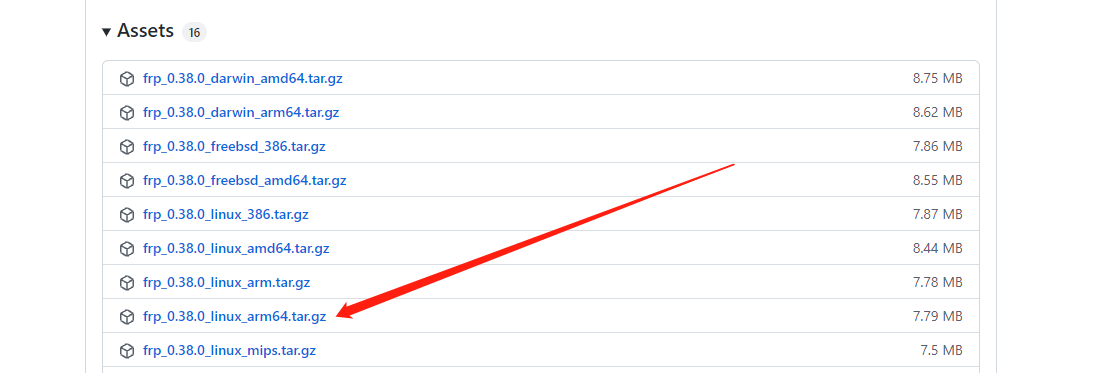 Assets 16
frp_0.38.0_darwin_amd64.tar.gz 8.75 MB
frp_0.38.0_darwin_arm64.tar.gz 8.62 MB
frp_0.38.0_freebsd_386.tar.gz 7.86 MB
frp_0.38.0_freebsd_amd64.tar.gz 8.55 MB
frp_0.38.0_linux_386.tar.gz 7.87 MB
frp_0.38.0_linux_amd64.tar.gz 8.44 MB
frp_0.38.0_linux_arm.tar.gz 7.78 MB
frp_0.38.0_linux_arm64.tar.gz 7.79 MB
frp_0.38.0_linux_mips.tar.gz 7.5 MB